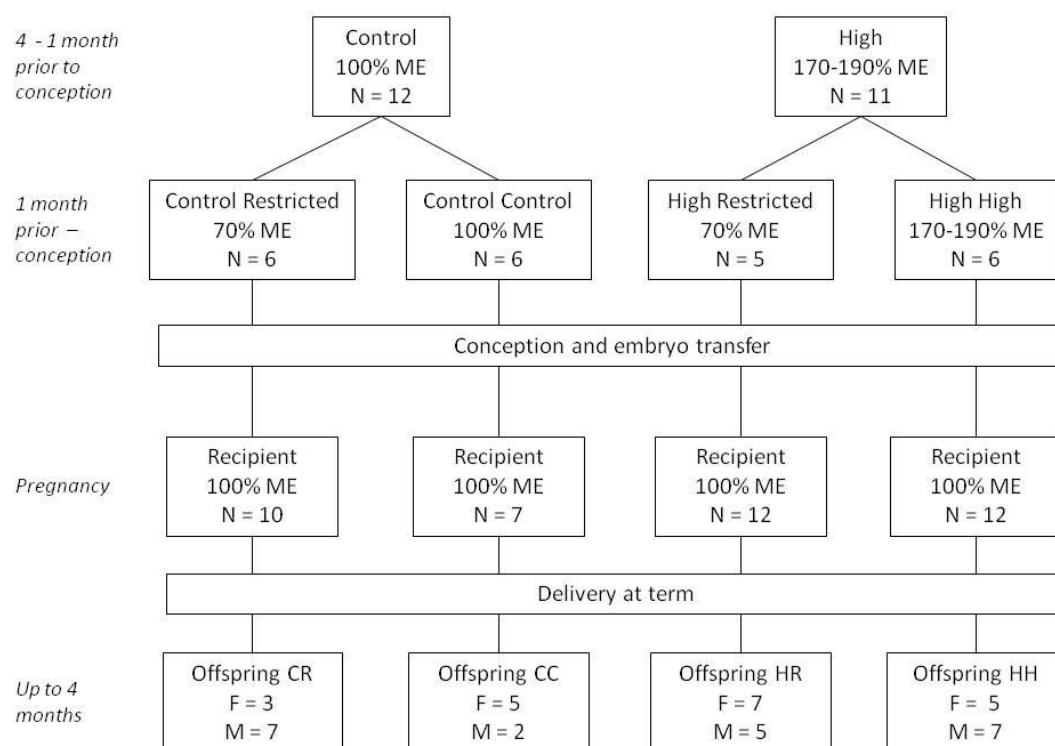 4 - 1 month
prior to
conception
Control
100% ME
N = 12
High
170-190% ME
N = 11
1 month
prior –
conception
Control Restricted
70% ME
N = 6
Control Control
100% ME
N = 6
High Restricted
70% ME
N = 5
High High
170-190% ME
N = 6
Conception and embryo transfer
Pregnancy
Recipient
100% ME
N = 10
Recipient
100% ME
N = 7
Recipient
100% ME
N = 12
Recipient
100% ME
N = 12
Delivery at term
Up to 4
months
Offspring CR
F = 3
M = 7
Offspring CC
F = 5
M = 2
Offspring HR
F = 7
M = 5
Offspring HH
F = 5
M = 7